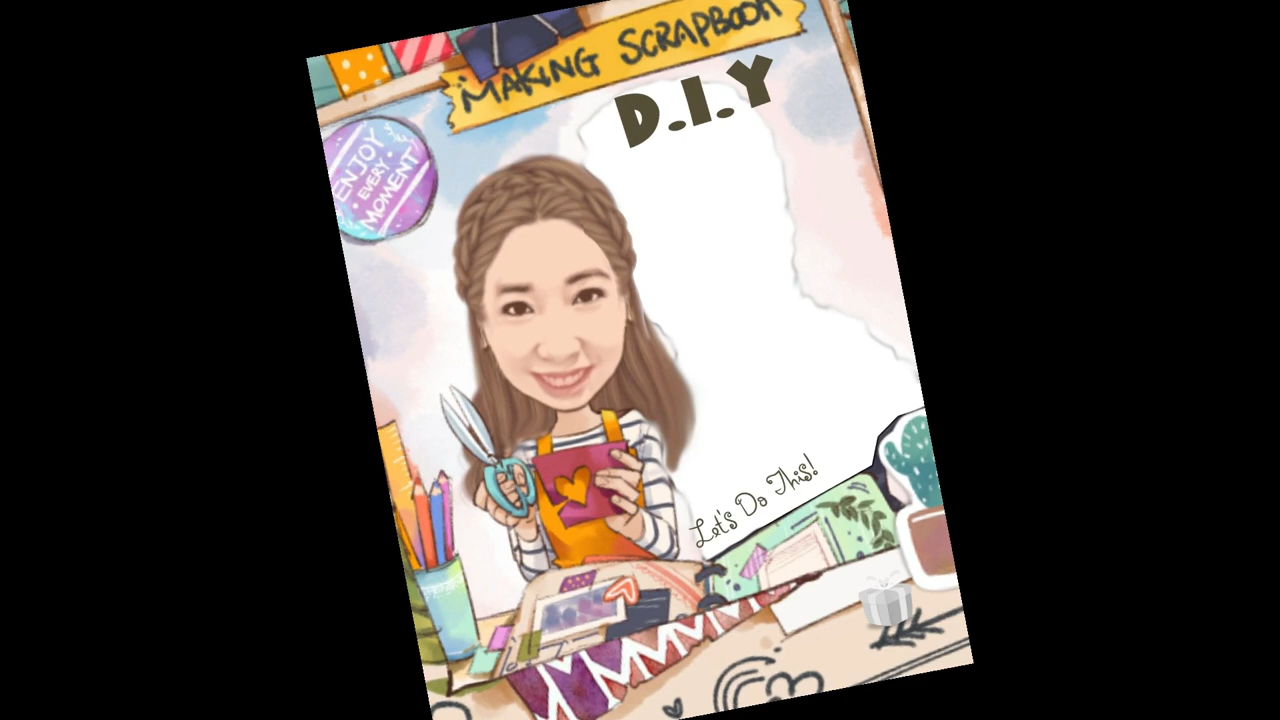 MAKING SCRAPBOOK
D.I.Y
ENJOY
• EVERY •
MOMENT
Let's Do This!